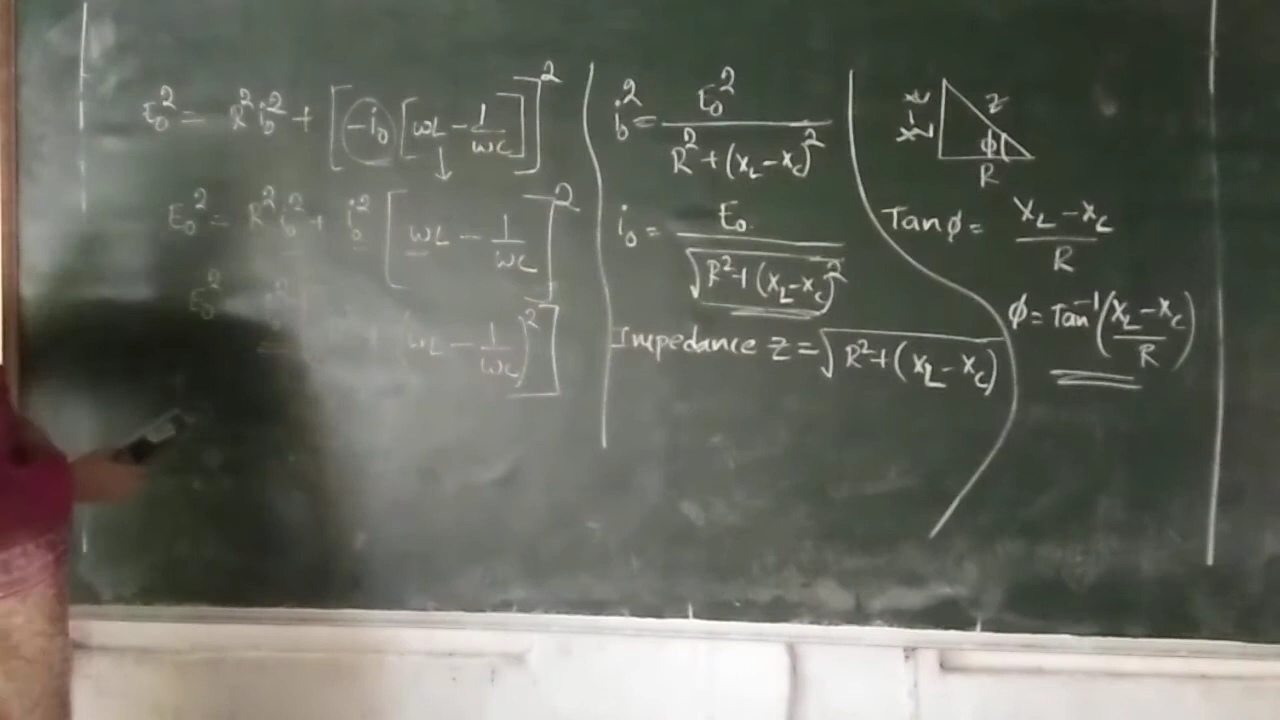 E₀² = R²i₀² + [-i₀ [ωL - 1/ωC]]²
E₀² = R²i₀² + i₀² [ωL - 1/ωC]²
E₀² (ωL - 1/ωC)²]
i₀² = E₀² / R² + (X_L - X_C)²
i₀ = E₀ / √R² + (X_L - X_C)²
Impedance Z = √R² + (X_L - X_C)
Z
φ
R
Tanφ = X_L - X_C / R
φ = Tan⁻¹(X_L - X_C / R)